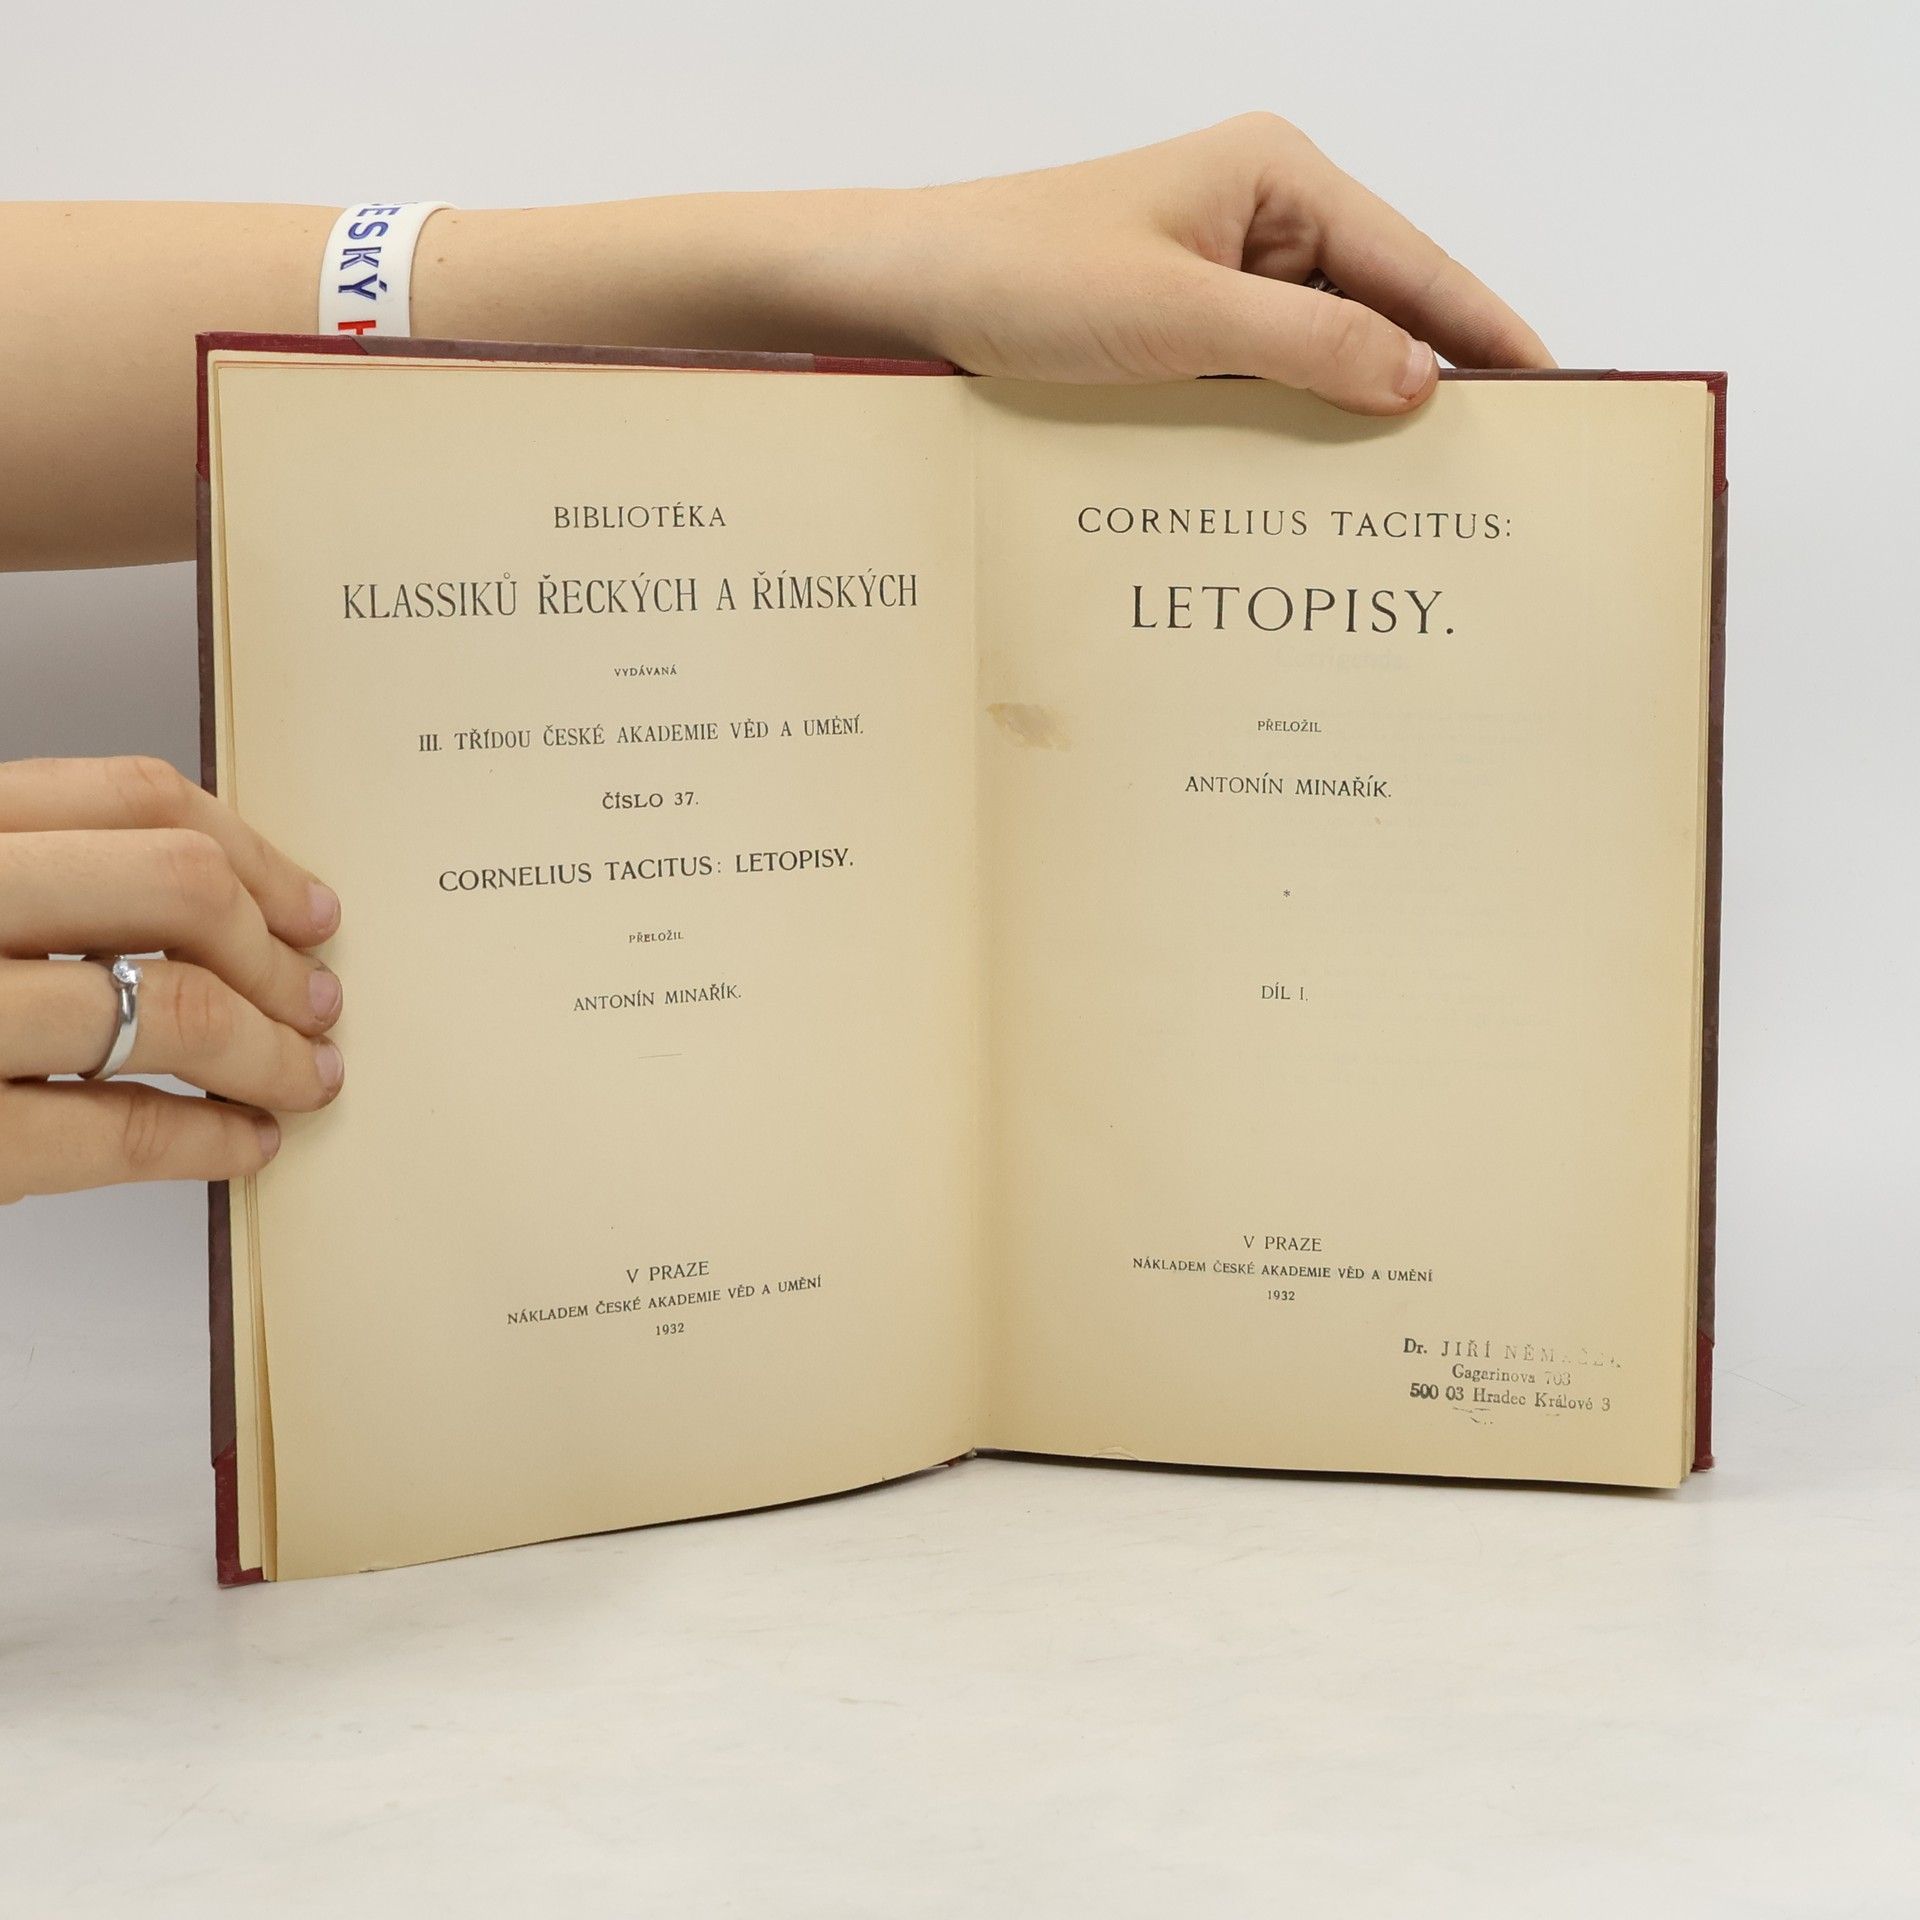 ESKÝ H
BIBLIOTÉKA
KLASSIKŮ ŘECKÝCH A ŘÍMSKÝCH
VYDÁVANÁ
III. TŘÍDOU ČESKÉ AKADEMIE VĚD A UMĚNÍ.
ČÍSLO 37.
CORNELIUS TACITUS: LETOPISY.
PŘELOŽIL
ANTONÍN MINAŘÍK.
V PRAZE
NÁKLADEM ČESKÉ AKADEMIE VĚD A UMĚNÍ
1932
CORNELIUS TACITUS:
LETOPISY.
PŘELOŽIL
ANTONÍN MINAŘÍK.
*
DÍL I.
V PRAZE
NÁKLADEM ČESKÉ AKADEMIE VĚD A UMĚNÍ
1932
Dr. JIŘÍ NĚMEČEK
Gagarinova 703
500 03 Hradec Králové 3